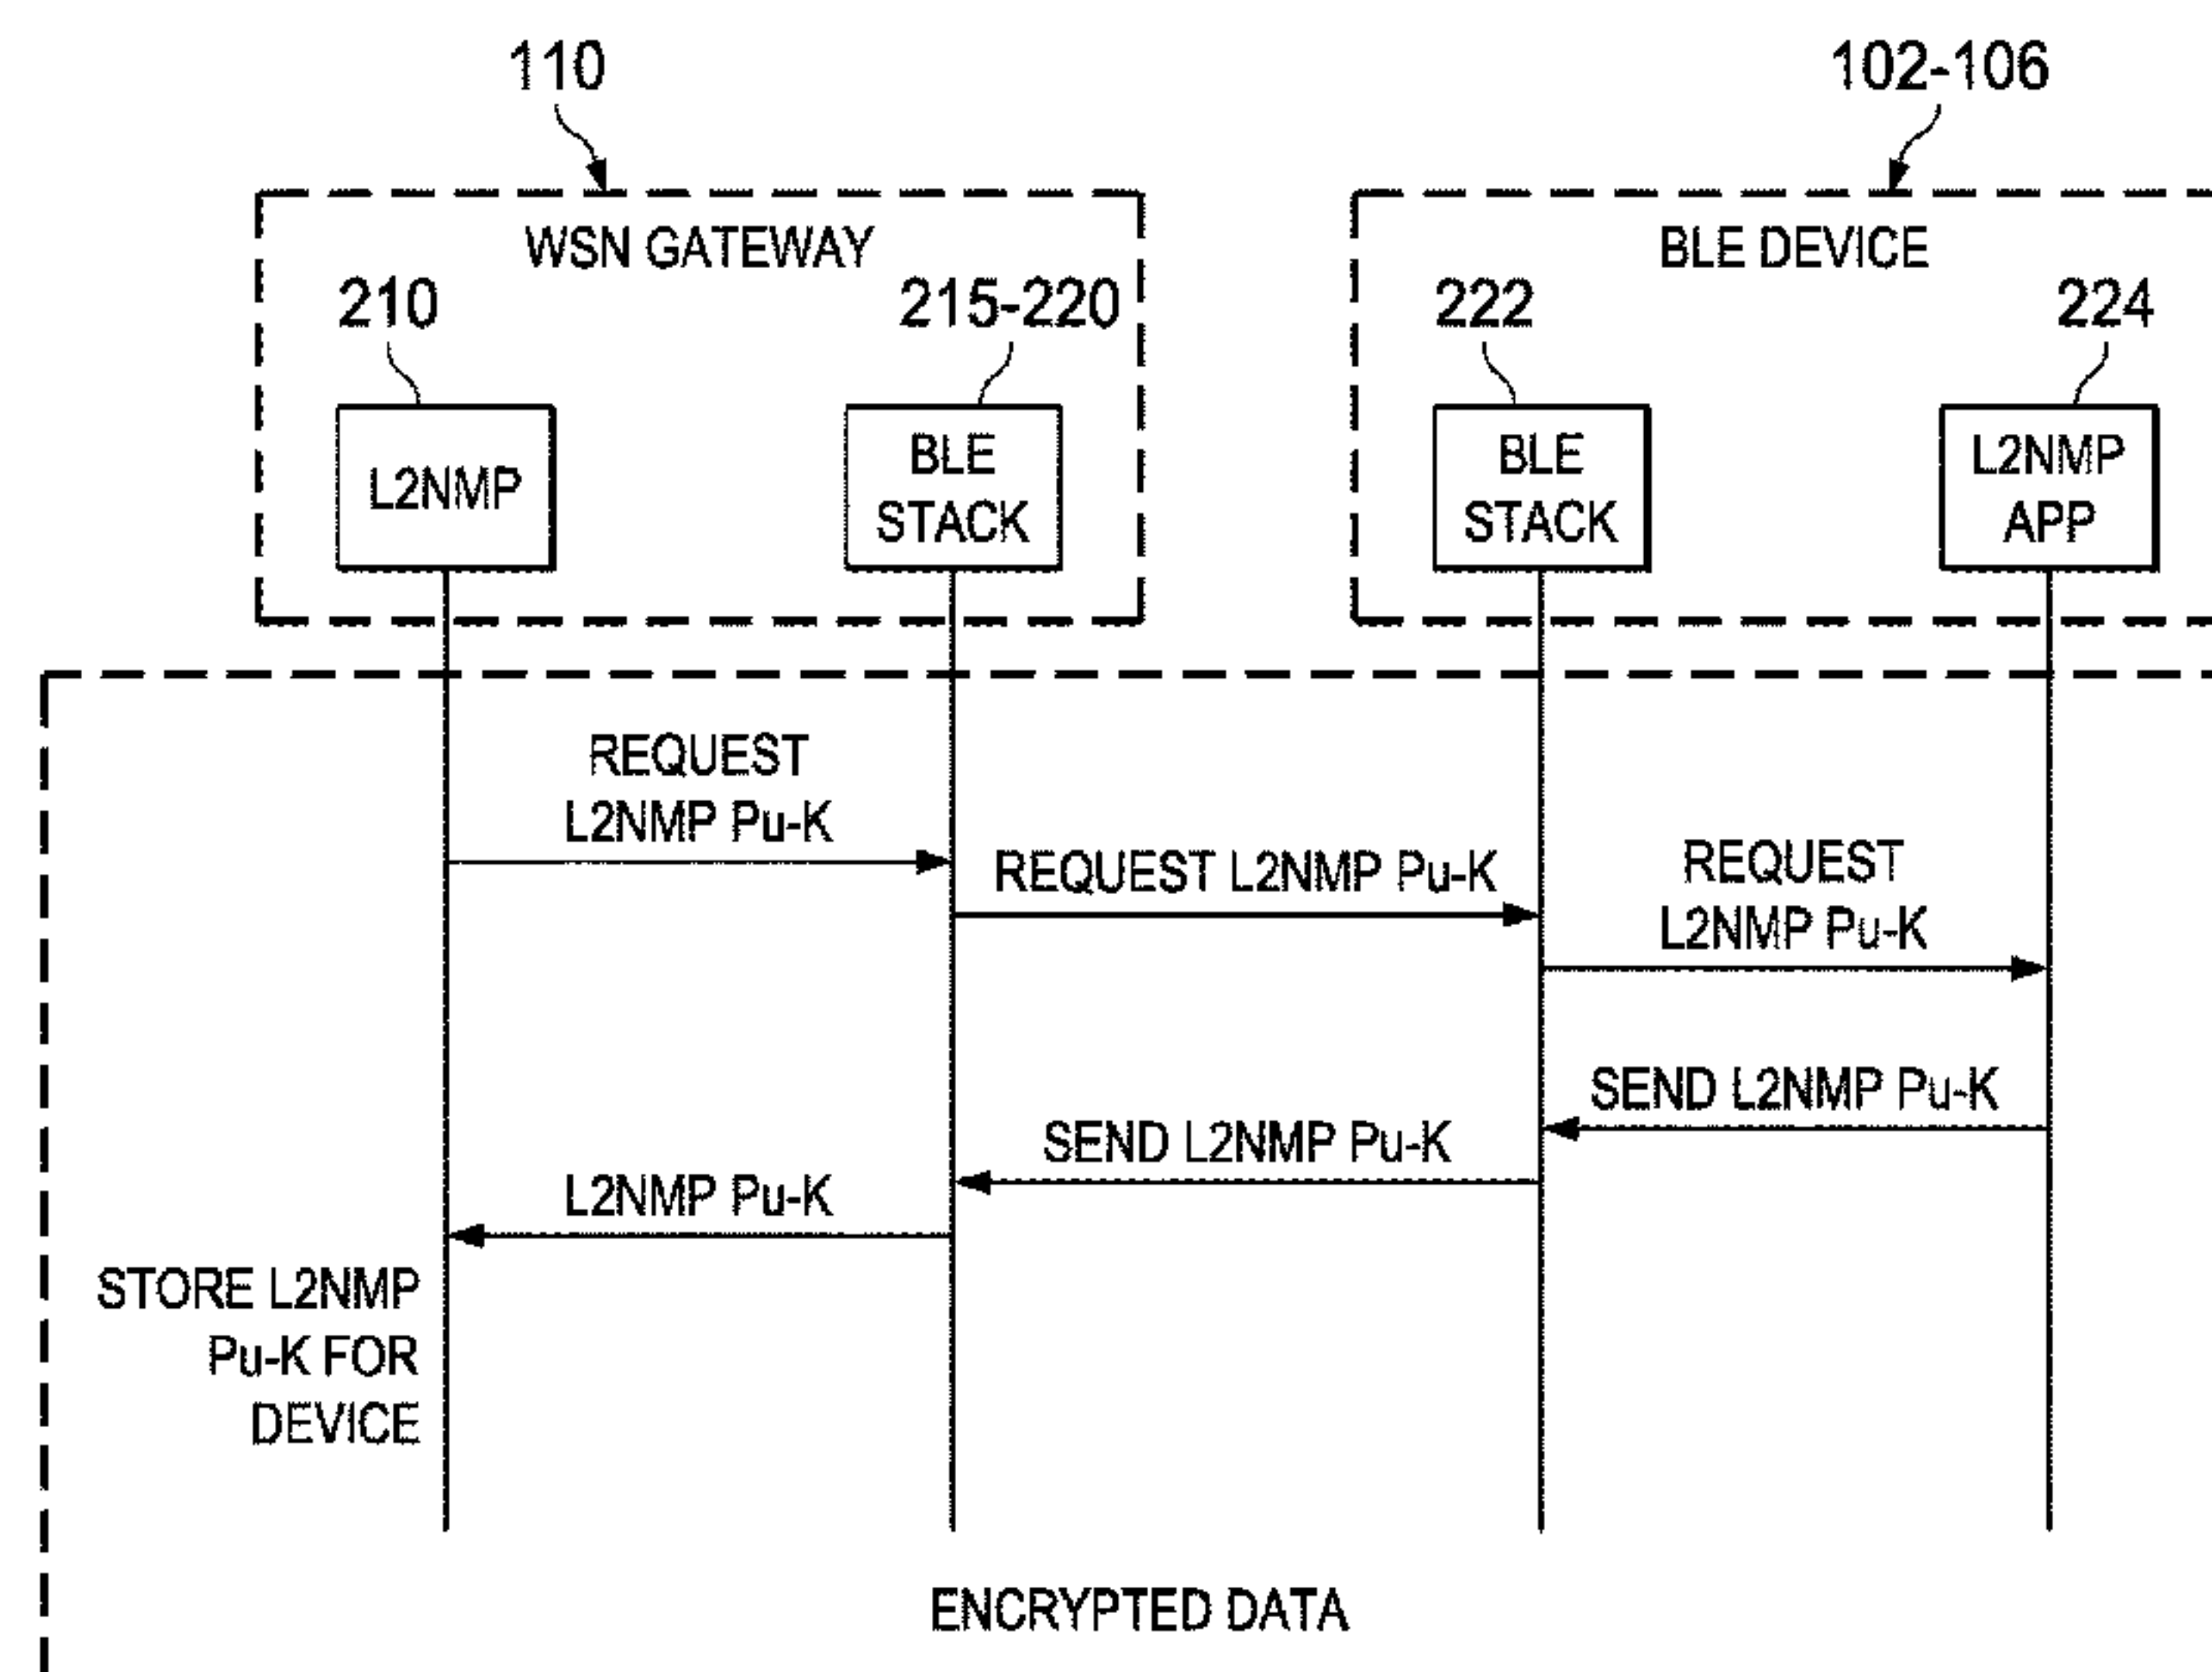 110
102-106
WSN GATEWAY
BLE DEVICE
210
215-220
222
224
L2NMP
BLE
STACK
BLE
STACK
L2NMP
APP
REQUEST
L2NMP Pu-K
REQUEST L2NMP Pu-K
REQUEST
L2NMP Pu-K
SEND L2NMP Pu-K
SEND L2NMP Pu-K
L2NMP Pu-K
STORE L2NMP
Pu-K FOR
DEVICE
ENCRYPTED DATA